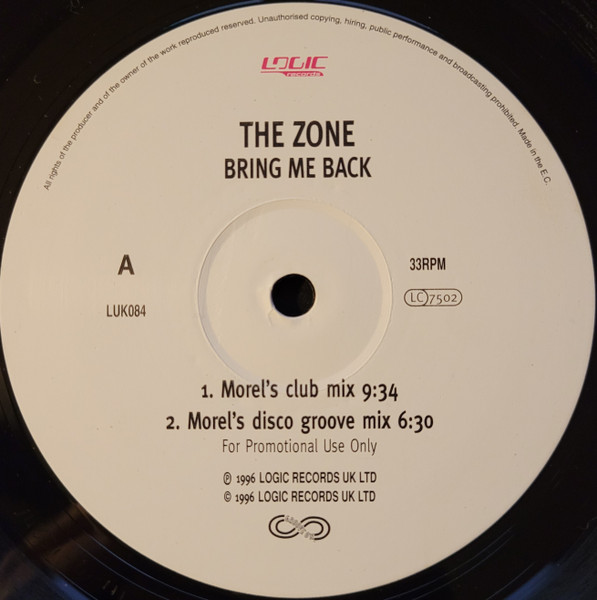 All rights of the producer and of the owner of the work reproduced reserved. Unauthorised copying, hiring, public performance and broadcasting prohibited. Made in the E.C.
LOGIC
records
THE ZONE
BRING ME BACK
A
33RPM
LUK084
LC 7502
1. Morel's club mix 9:34
2. Morel's disco groove mix 6:30
For Promotional Use Only
℗ 1996 LOGIC RECORDS UK LTD
© 1996 LOGIC RECORDS UK LTD